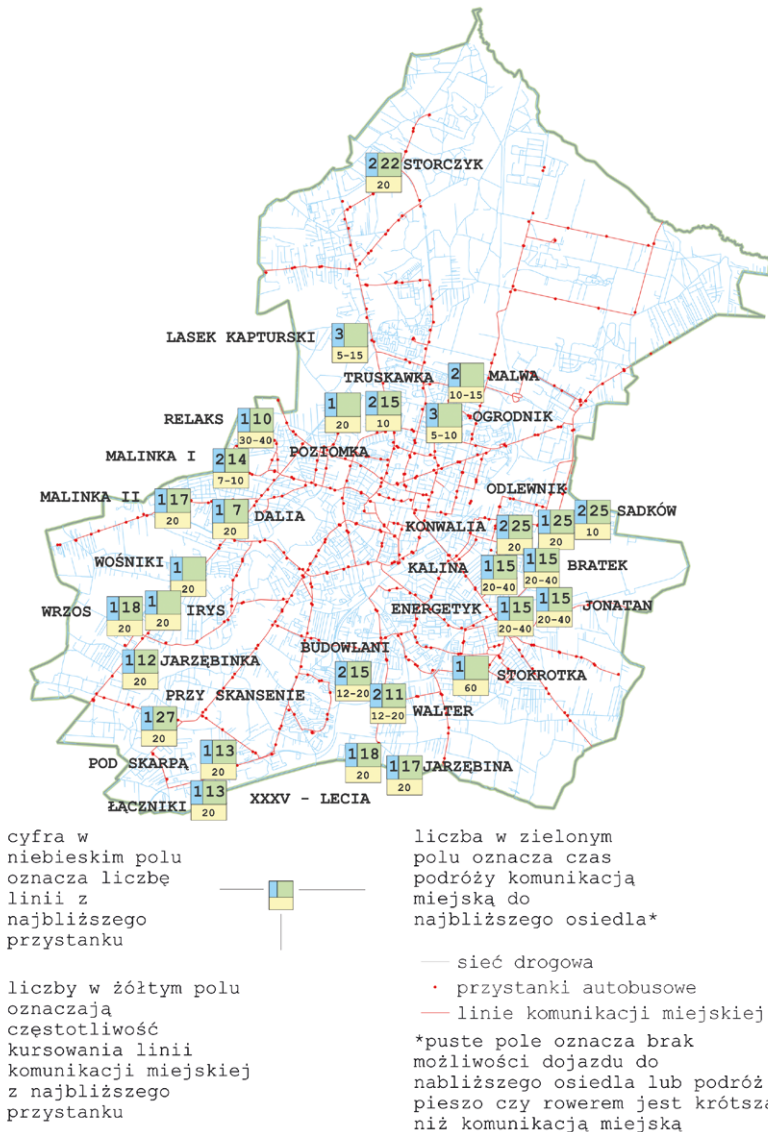 2 22 STORCZYK
20
LASEK KAPTURSKI 3
5-15
TRUSKAWKA 2 MALWA
10-15
1
20
2 15
10
3 OGRODNIK
5-10
RELAKS 1 10
30-40
POZIOMKA
MALINKA I 2 14
7-10
MALINKA II 1 17
20
1 7 DALIA
20
ODLEWNIK
KONWALIA 2 25
20
1 25
20
2 25 SADKÓW
10
WOŚNIKI 1
20
KALINA 1 15
20-40
1 15 BRATEK
20-40
WRZOS 1 18
20
1 IRYS
20
ENERGETYK 1 15
20-40
1 15 JONATAN
20-40
1 12 JARZĘBINKA
20
BUDOWLANI
2 15
12-20
1 STOKROTKA
60
PRZY SKANSENIE
1 27
20
2 11 WALTER
12-20
POD SKARPĄ 1 13
20
1 18
20
1 17 JARZĘBINA
20
ŁĄCZNIKI 1 13
20
XXXV - LECIA
cyfra w
niebieskim polu
oznacza liczbę
linii z
najbliższego
przystanku
liczby w żółtym polu
oznaczają
częstotliwość
kursowania linii
komunikacji miejskiej
z najbliższego
przystanku
liczba w zielonym
polu oznacza czas
podróży komunikacją
miejską do
najbliższego osiedla*
sieć drogowa
przystanki autobusowe
linie komunikacji miejskiej
*puste pole oznacza brak
możliwości dojazdu do
nabliższego osiedla lub podróż
pieszo czy rowerem jest krótsza
niż komunikacją miejską